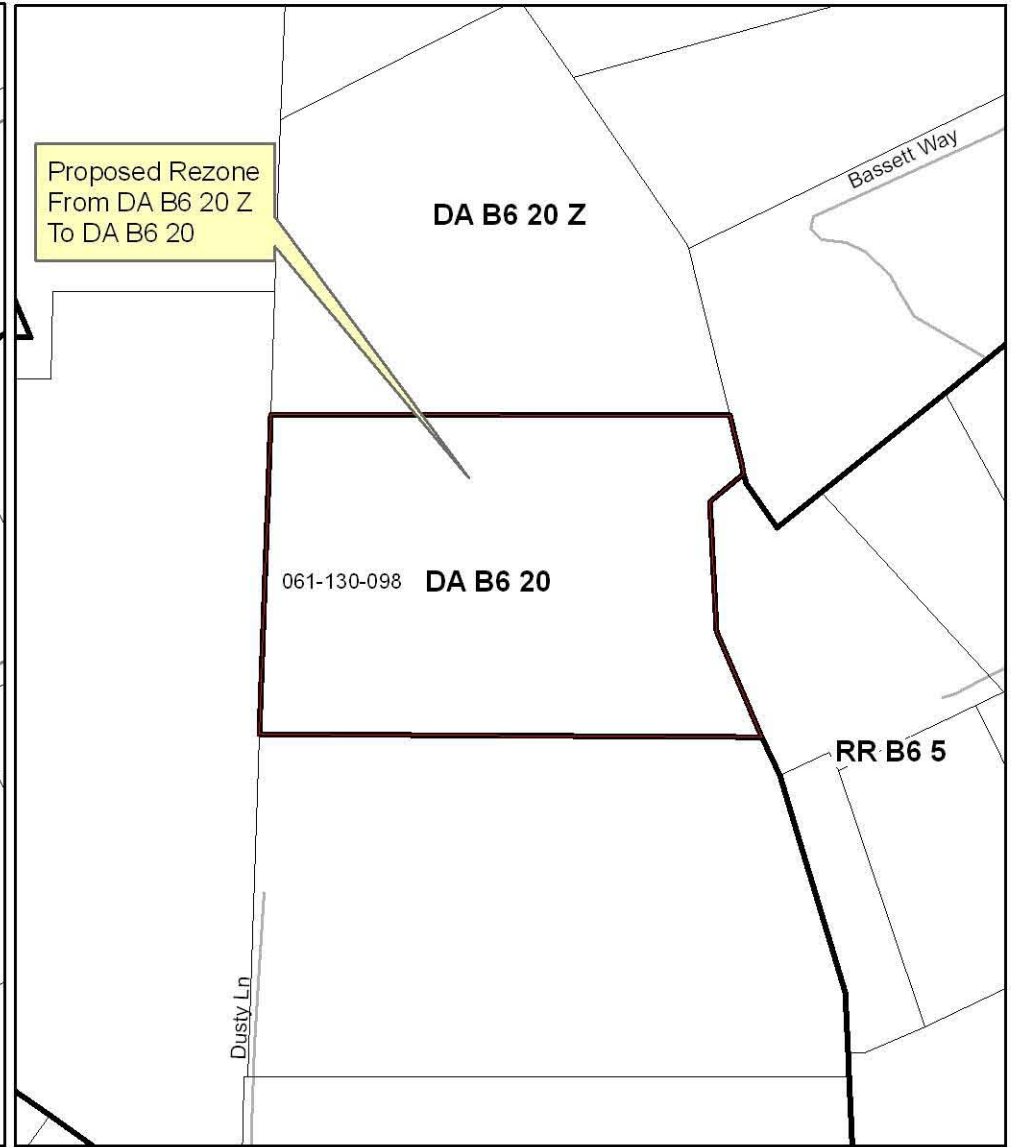 Proposed Rezone
From DA B6 20 Z
To DA B6 20
DA B6 20 Z
Bassett Way
061-130-098
DA B6 20
RR B6 5
Dusty Ln